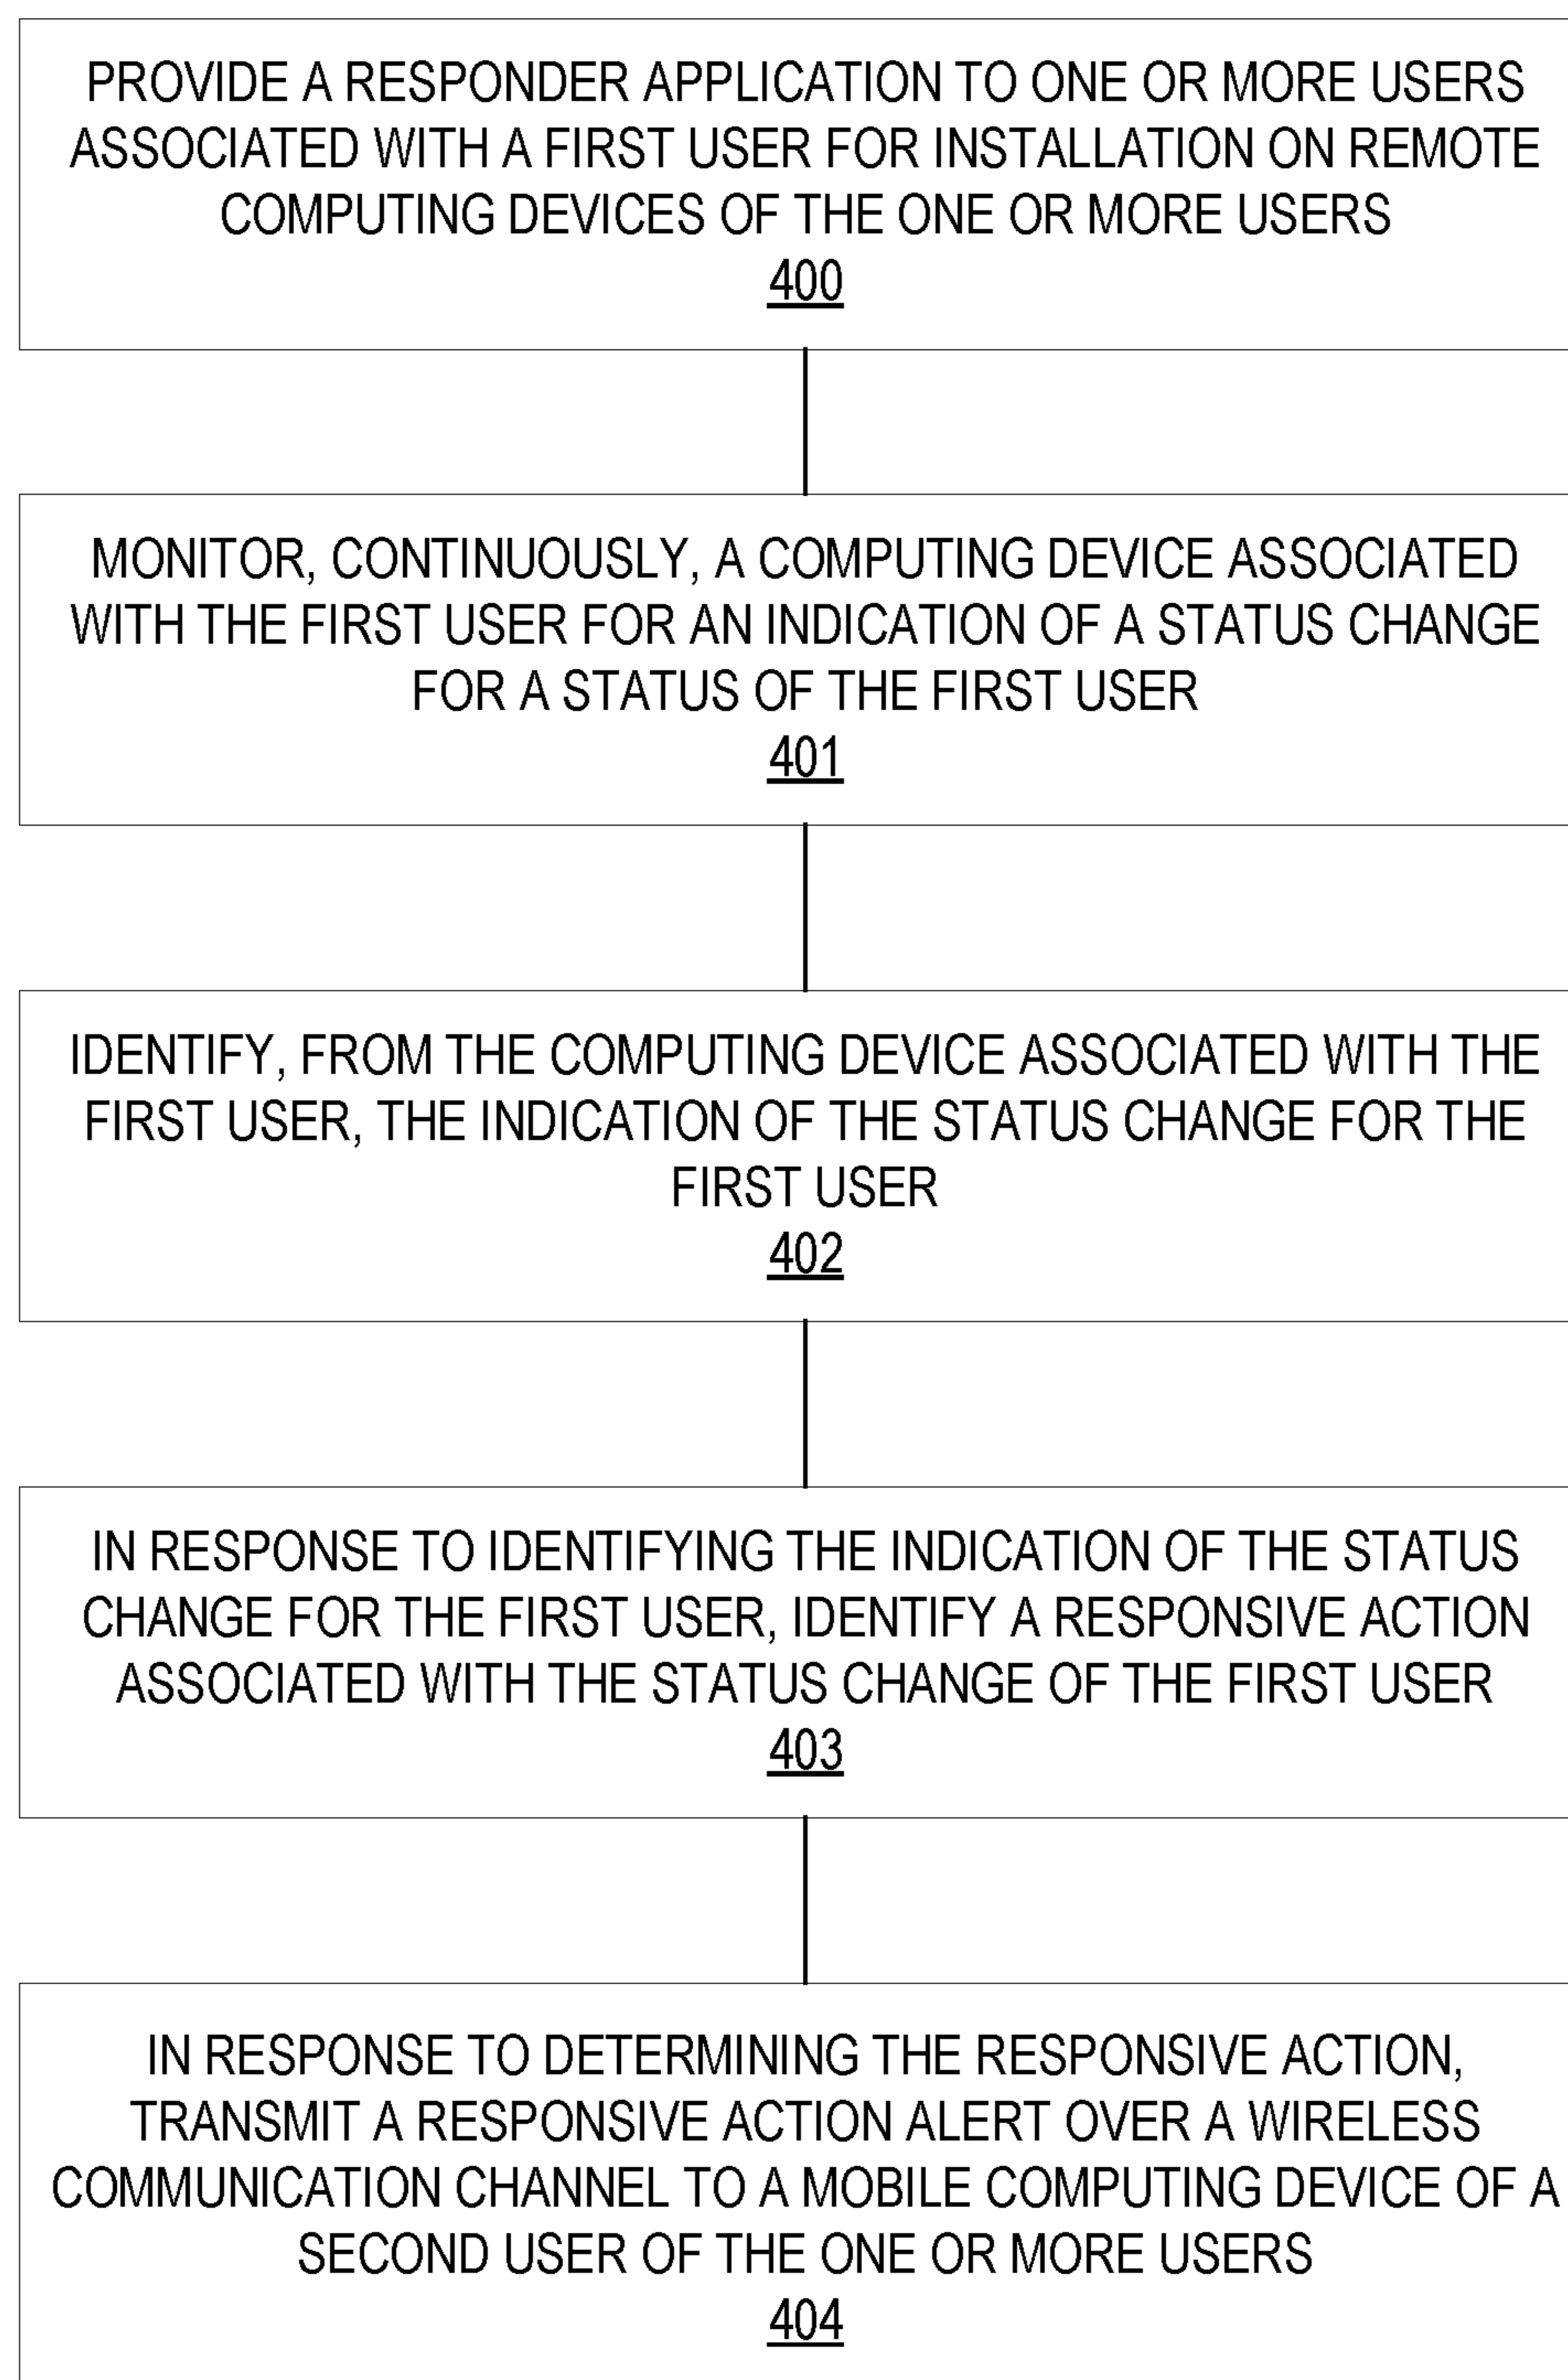 PROVIDE A RESPONDER APPLICATION TO ONE OR MORE USERS
ASSOCIATED WITH A FIRST USER FOR INSTALLATION ON REMOTE
COMPUTING DEVICES OF THE ONE OR MORE USERS
400
MONITOR, CONTINUOUSLY, A COMPUTING DEVICE ASSOCIATED
WITH THE FIRST USER FOR AN INDICATION OF A STATUS CHANGE
FOR A STATUS OF THE FIRST USER
401
IDENTIFY, FROM THE COMPUTING DEVICE ASSOCIATED WITH THE
FIRST USER, THE INDICATION OF THE STATUS CHANGE FOR THE
FIRST USER
402
IN RESPONSE TO IDENTIFYING THE INDICATION OF THE STATUS
CHANGE FOR THE FIRST USER, IDENTIFY A RESPONSIVE ACTION
ASSOCIATED WITH THE STATUS CHANGE OF THE FIRST USER
403
IN RESPONSE TO DETERMINING THE RESPONSIVE ACTION,
TRANSMIT A RESPONSIVE ACTION ALERT OVER A WIRELESS
COMMUNICATION CHANNEL TO A MOBILE COMPUTING DEVICE OF A
SECOND USER OF THE ONE OR MORE USERS
404